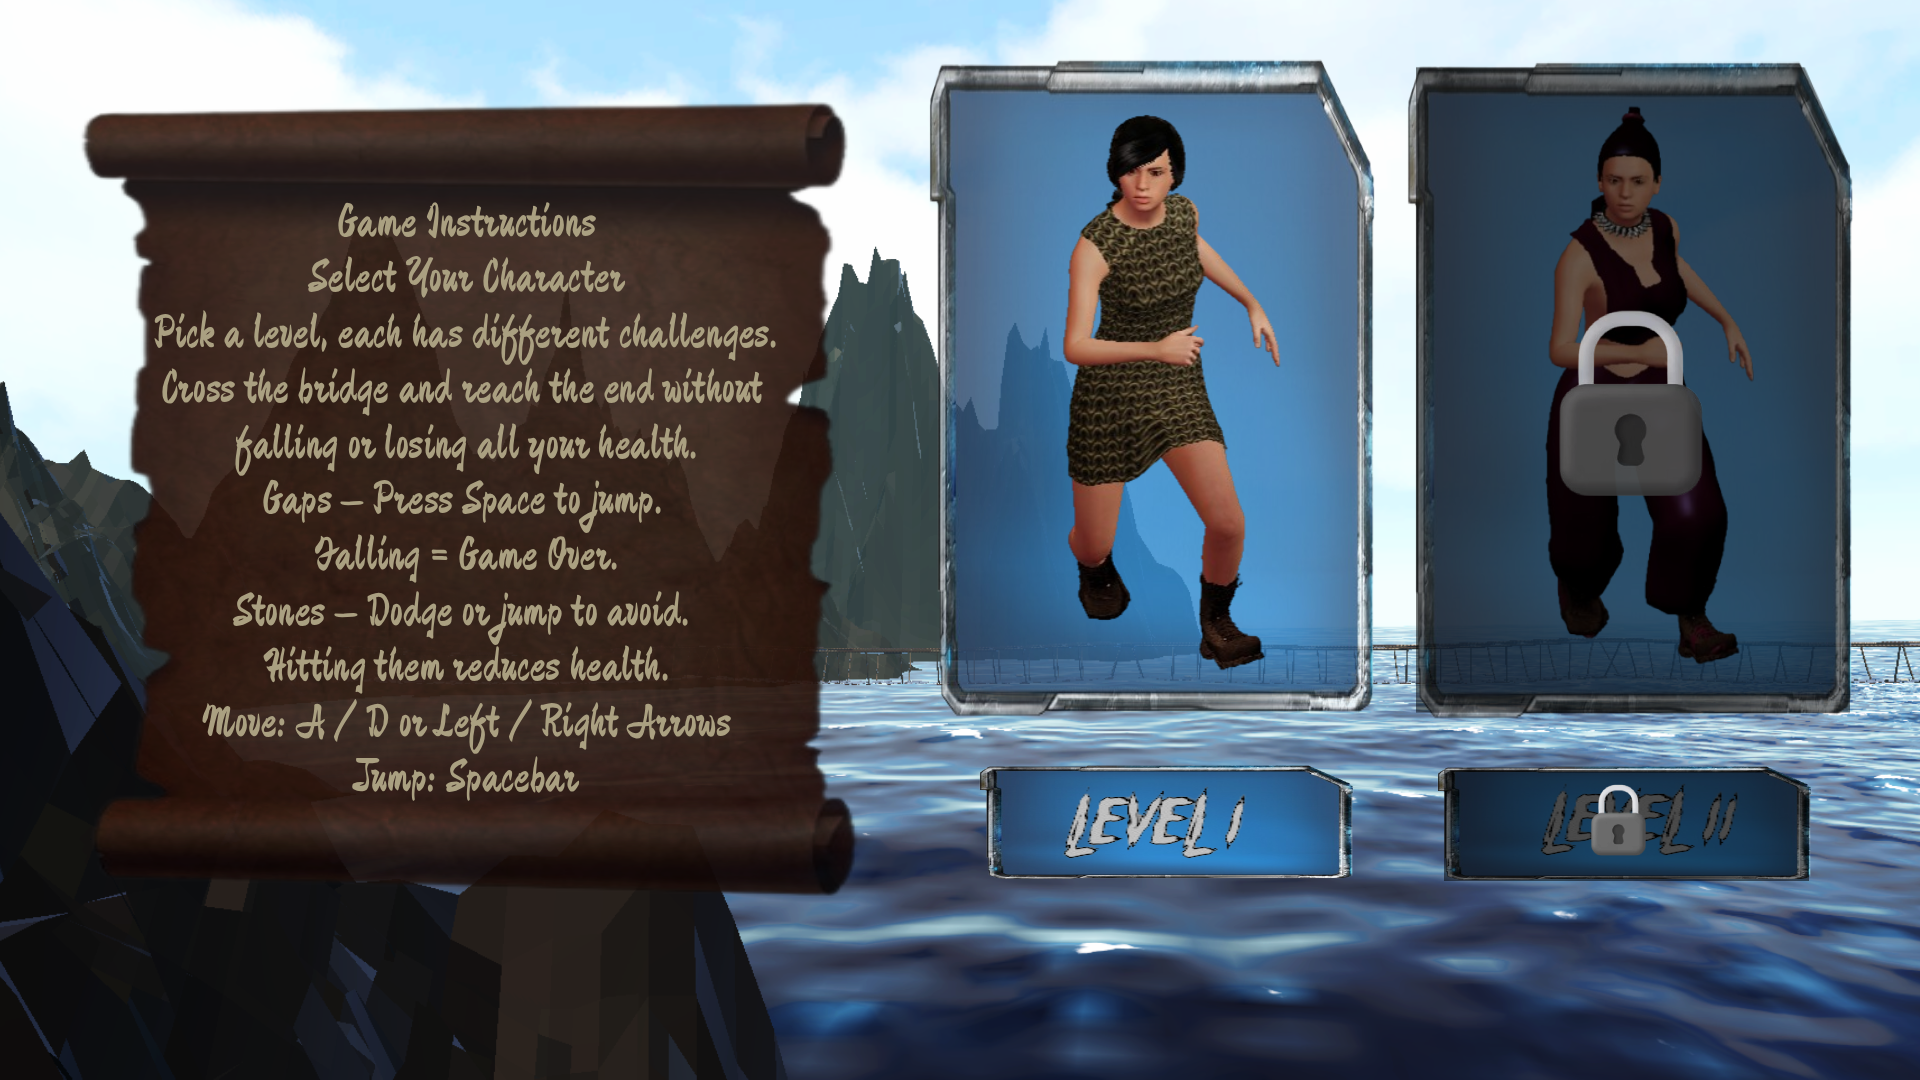 Game Instructions
Select Your Character
Pick a level, each has different challenges.
Cross the bridge and reach the end without
falling or losing all your health.
Gaps – Press Space to jump.
Falling = Game Over.
Stones – Dodge or jump to avoid.
Hitting them reduces health.
Move: A / D or Left / Right Arrows
Jump: Spacebar
LEVEL I
LEVEL II